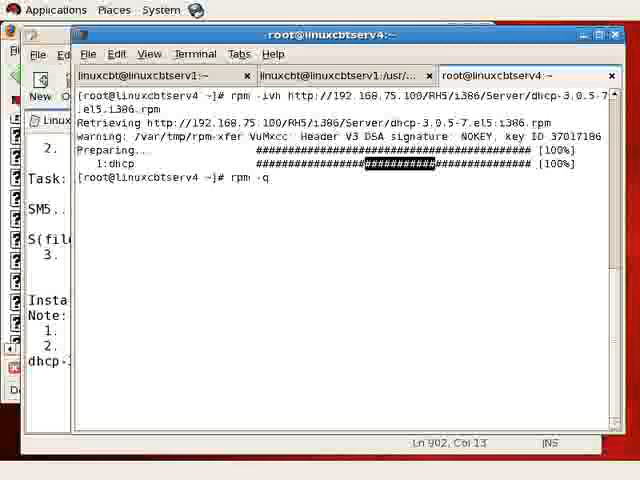 Applications Places System
root@linuxcbtserv4:~
File Edit View Terminal Tabs Help
linuxcbt@linuxcbtserv1:~ linuxcbt@linuxcbtserv1:/usr/... root@linuxcbtserv4:~
[root@linuxcbtserv4 ~]# rpm -ivh http://192.168.75.100/RH5/i386/Server/dhcp-3.0.5-7
.el5.i386.rpm
Retrieving http://192.168.75.100/RH5/i386/Server/dhcp-3.0.5-7.el5.i386.rpm
warning: /var/tmp/rpm-xfer VuMxcc: Header V3 DSA signature: NOKEY, key ID 37017186
Preparing... ########################################### [100%]
1:dhcp ########################################### [100%]
[root@linuxcbtserv4 ~]# rpm -q
File Ed
New O
Linux
2.
Task:
SM5..
S(fil
3.
Insta
Note:
1.
2.
dhcp-
Ln 902, Col 13 INS